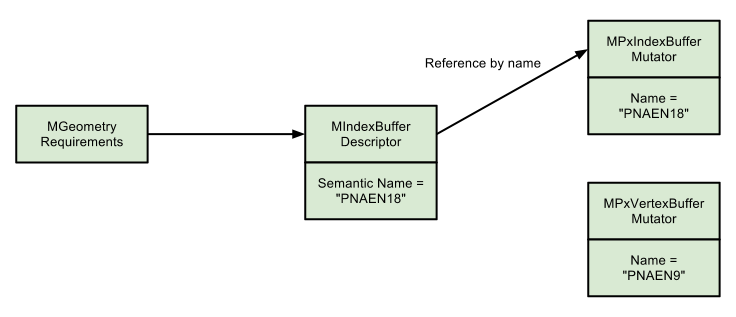 MGeometry
Requirements
MIndexBuffer
Descriptor
Semantic Name =
"PNAEN18"
Reference by name
MPxIndexBuffer
Mutator
Name =
"PNAEN18"
MPxVertexBuffer
Mutator
Name =
"PNAEN9"